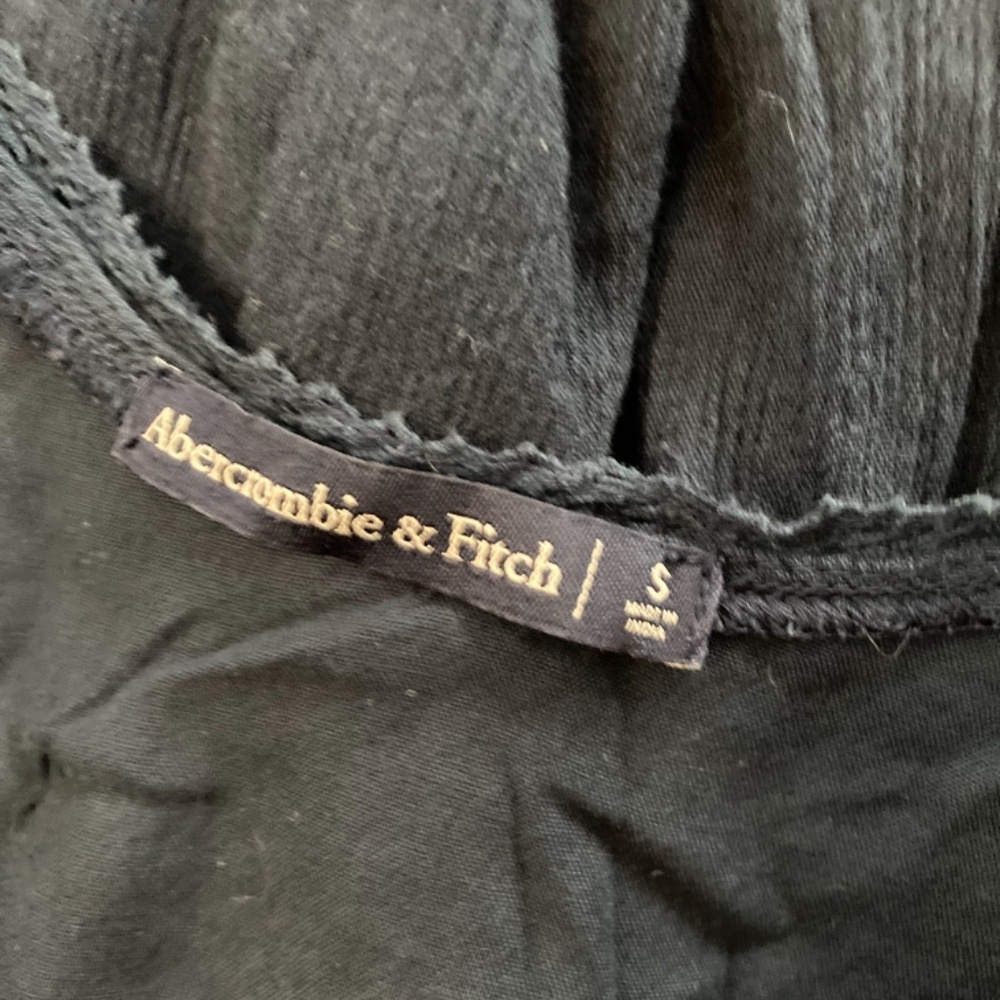 Abercrombie & Fitch | S
MADE IN
INDIA